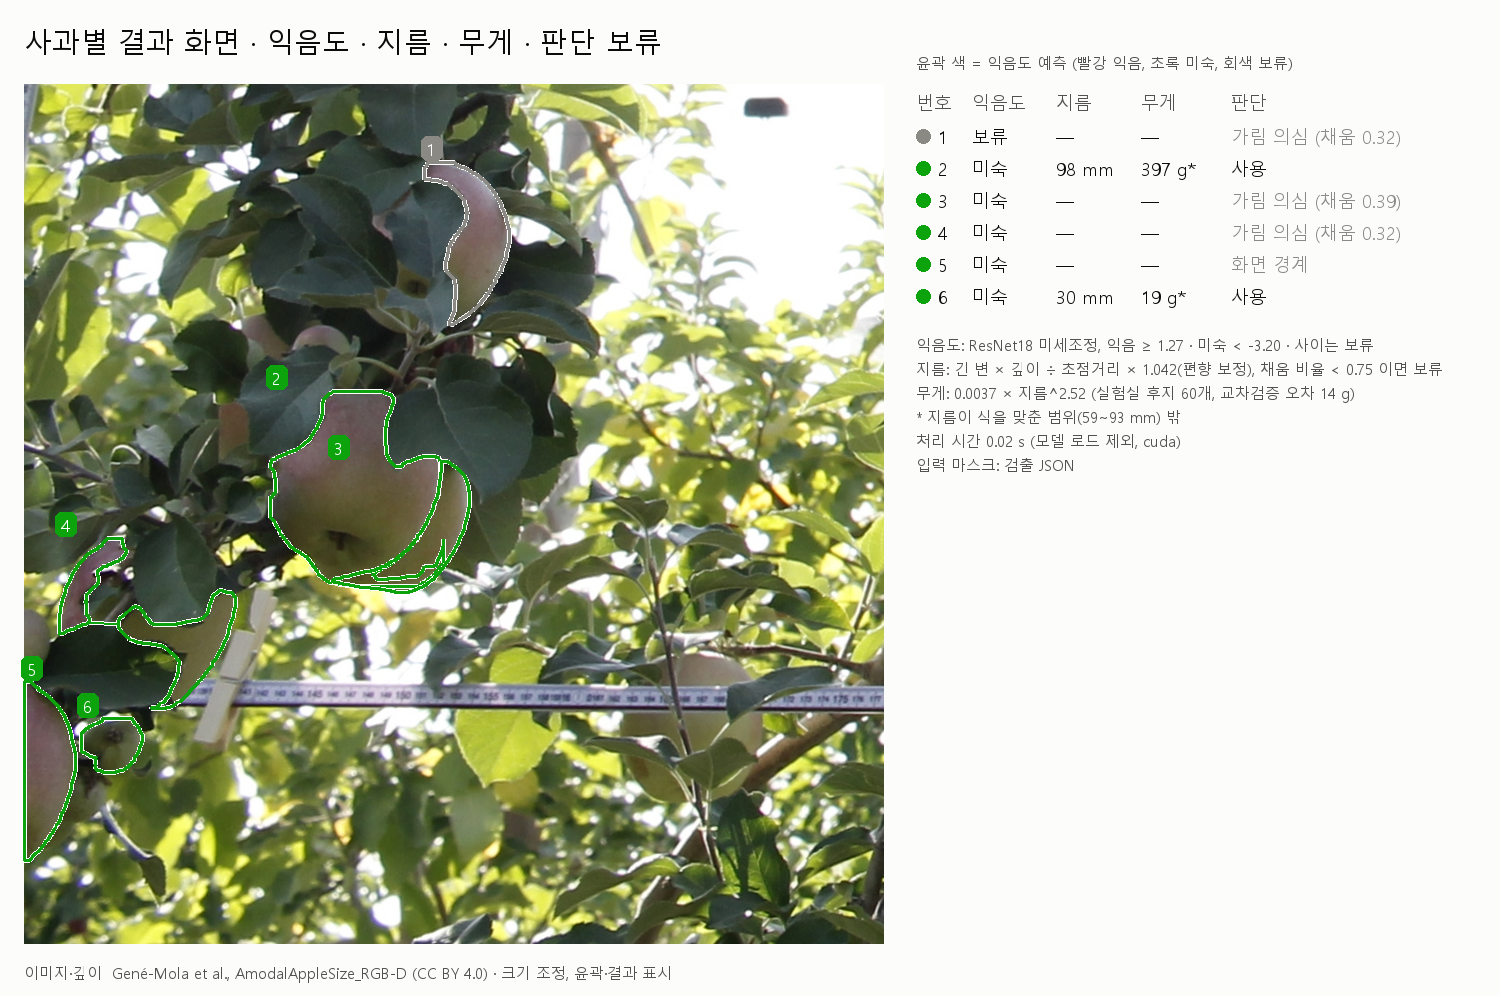 사과별 결과 화면 · 익음도 · 지름 · 무게 · 판단 보류
윤곽 색 = 익음도 예측 (빨강 익음, 초록 미숙, 회색 보류)
번호 익음도 지름 무게 판단
1 보류 — — 가림 의심 (채움 0.32)
2 미숙 98 mm 397 g* 사용
3 미숙 — — 가림 의심 (채움 0.39)
4 미숙 — — 가림 의심 (채움 0.32)
5 미숙 — — 화면 경계
6 미숙 30 mm 19 g* 사용
익음도: ResNet18 미세조정, 익음 ≥ 1.27 · 미숙 < -3.20 · 사이는 보류
지름: 긴 변 × 깊이 ÷ 초점거리 × 1.042(편향 보정), 채움 비율 < 0.75 이면 보류
무게: 0.0037 × 지름^2.52 (실험실 후지 60개, 교차검증 오차 14 g)
* 지름이 식을 맞춘 범위(59~93 mm) 밖
처리 시간 0.02 s (모델 로드 제외, cuda)
입력 마스크: 검출 JSON
1
2
3
4
5
6
이미지·깊이 Gené-Mola et al., AmodalAppleSize_RGB-D (CC BY 4.0) · 크기 조정, 윤곽·결과 표시